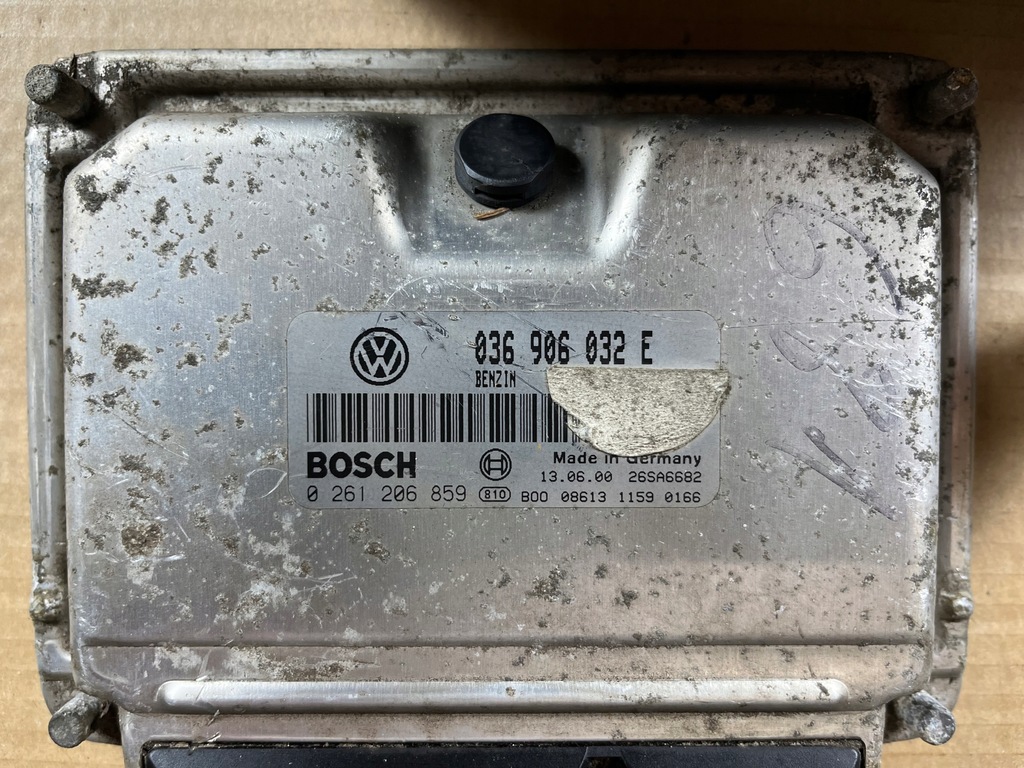 036 906 032 E
BENZIN
BOSCH
Made in Germany
13.06.00 26SA6682
0 261 206 859 810 B00 08613 1159 0166